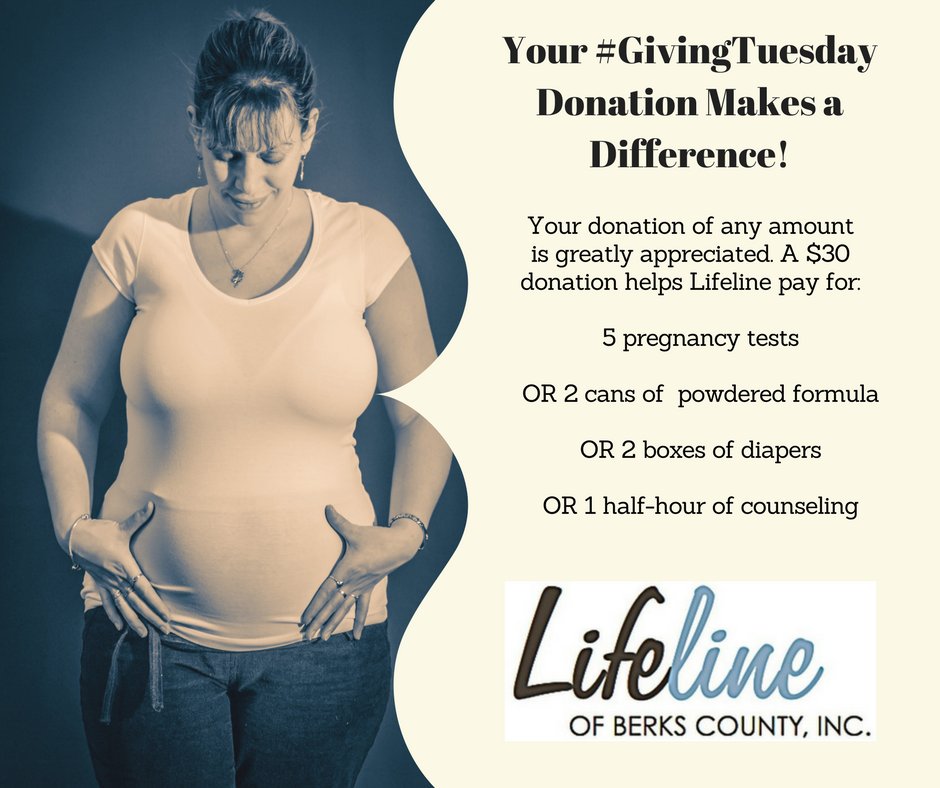 Your #GivingTuesday
Donation Makes a
Difference!
Your donation of any amount
is greatly appreciated. A $30
donation helps Lifeline pay for:
5 pregnancy tests
OR 2 cans of powdered formula
OR 2 boxes of diapers
OR 1 half-hour of counseling
Lifeline
OF BERKS COUNTY, INC.